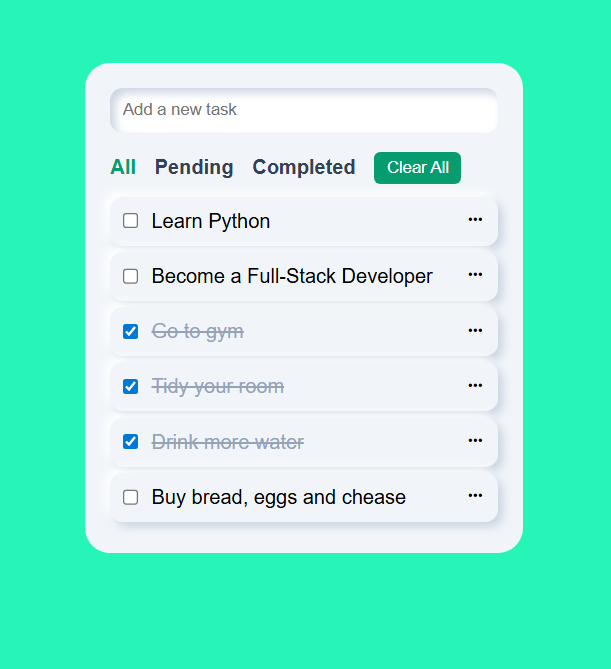 Add a new task
All Pending Completed Clear All
Learn Python
Become a Full-Stack Developer
Go to gym
Tidy your room
Drink more water
Buy bread, eggs and chease